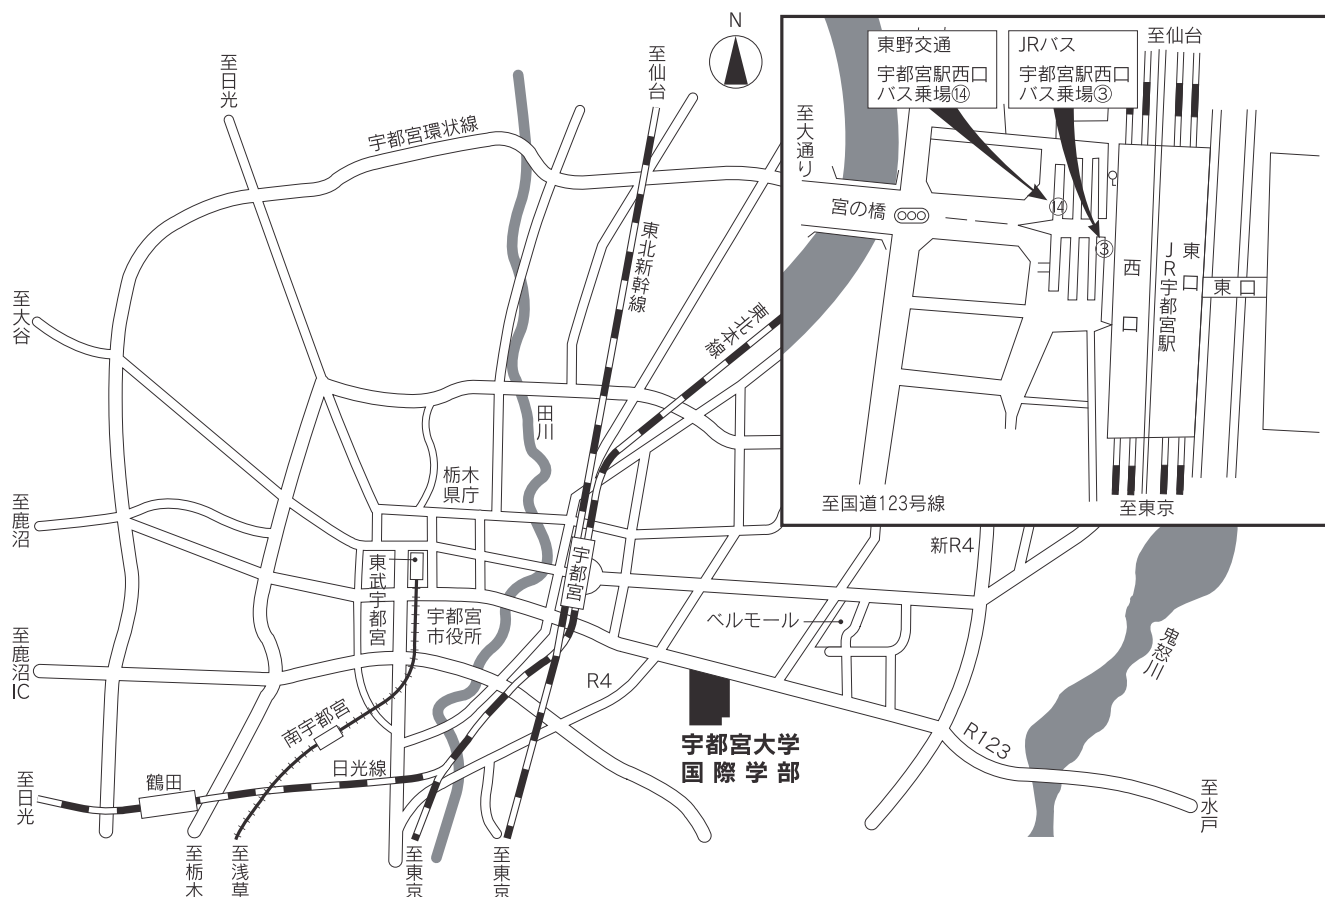 N
至日光
宇都宮環状線
至仙台
東北新幹線
東北本線
至大谷
田川
栃木
県庁
至鹿沼
東武宇都宮
宇都宮
市役所
宇都宮
新R4
ベルモール
鬼怒川
至鹿沼IC
R4
宇都宮大学
国際学部
R123
南宇都宮
日光線
鶴田
至日光
至水戸
至栃木
至浅草
至東京
至東京
東野交通
宇都宮駅西口
バス乗場⑭
JRバス
宇都宮駅西口
バス乗場③
至仙台
至大通り
宮の橋
⑭
③
西口
JR宇都宮駅
東口
東口
至国道123号線
至東京